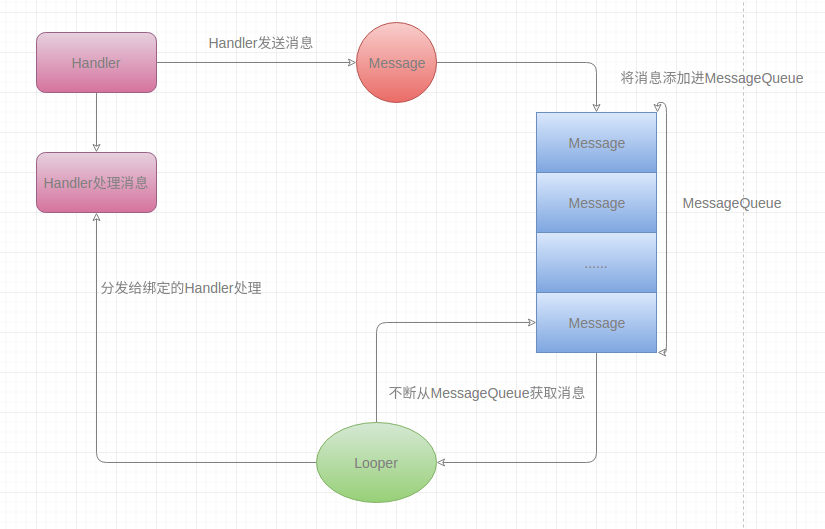 Handler发送消息
Handler
Message
将消息添加进MessageQueue
Message
Handler处理消息
Message
MessageQueue
......
分发给绑定的Handler处理
Message
不断从MessageQueue获取消息
Looper